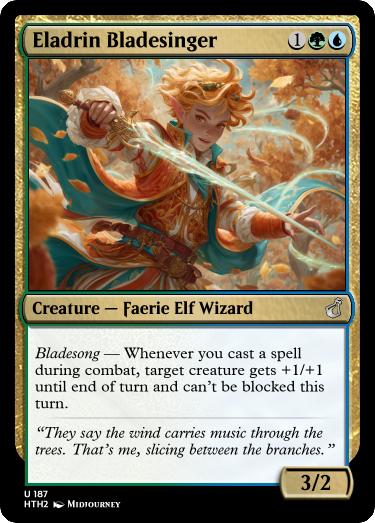 Eladrin Bladesinger 1
Creature — Faerie Elf Wizard
Bladesong — Whenever you cast a spell
during combat, target creature gets +1/+1
until end of turn and can't be blocked this
turn.
“They say the wind carries music through the
trees. That's me, slicing between the branches.”
3/2
U 187
HTH2 Midjourney